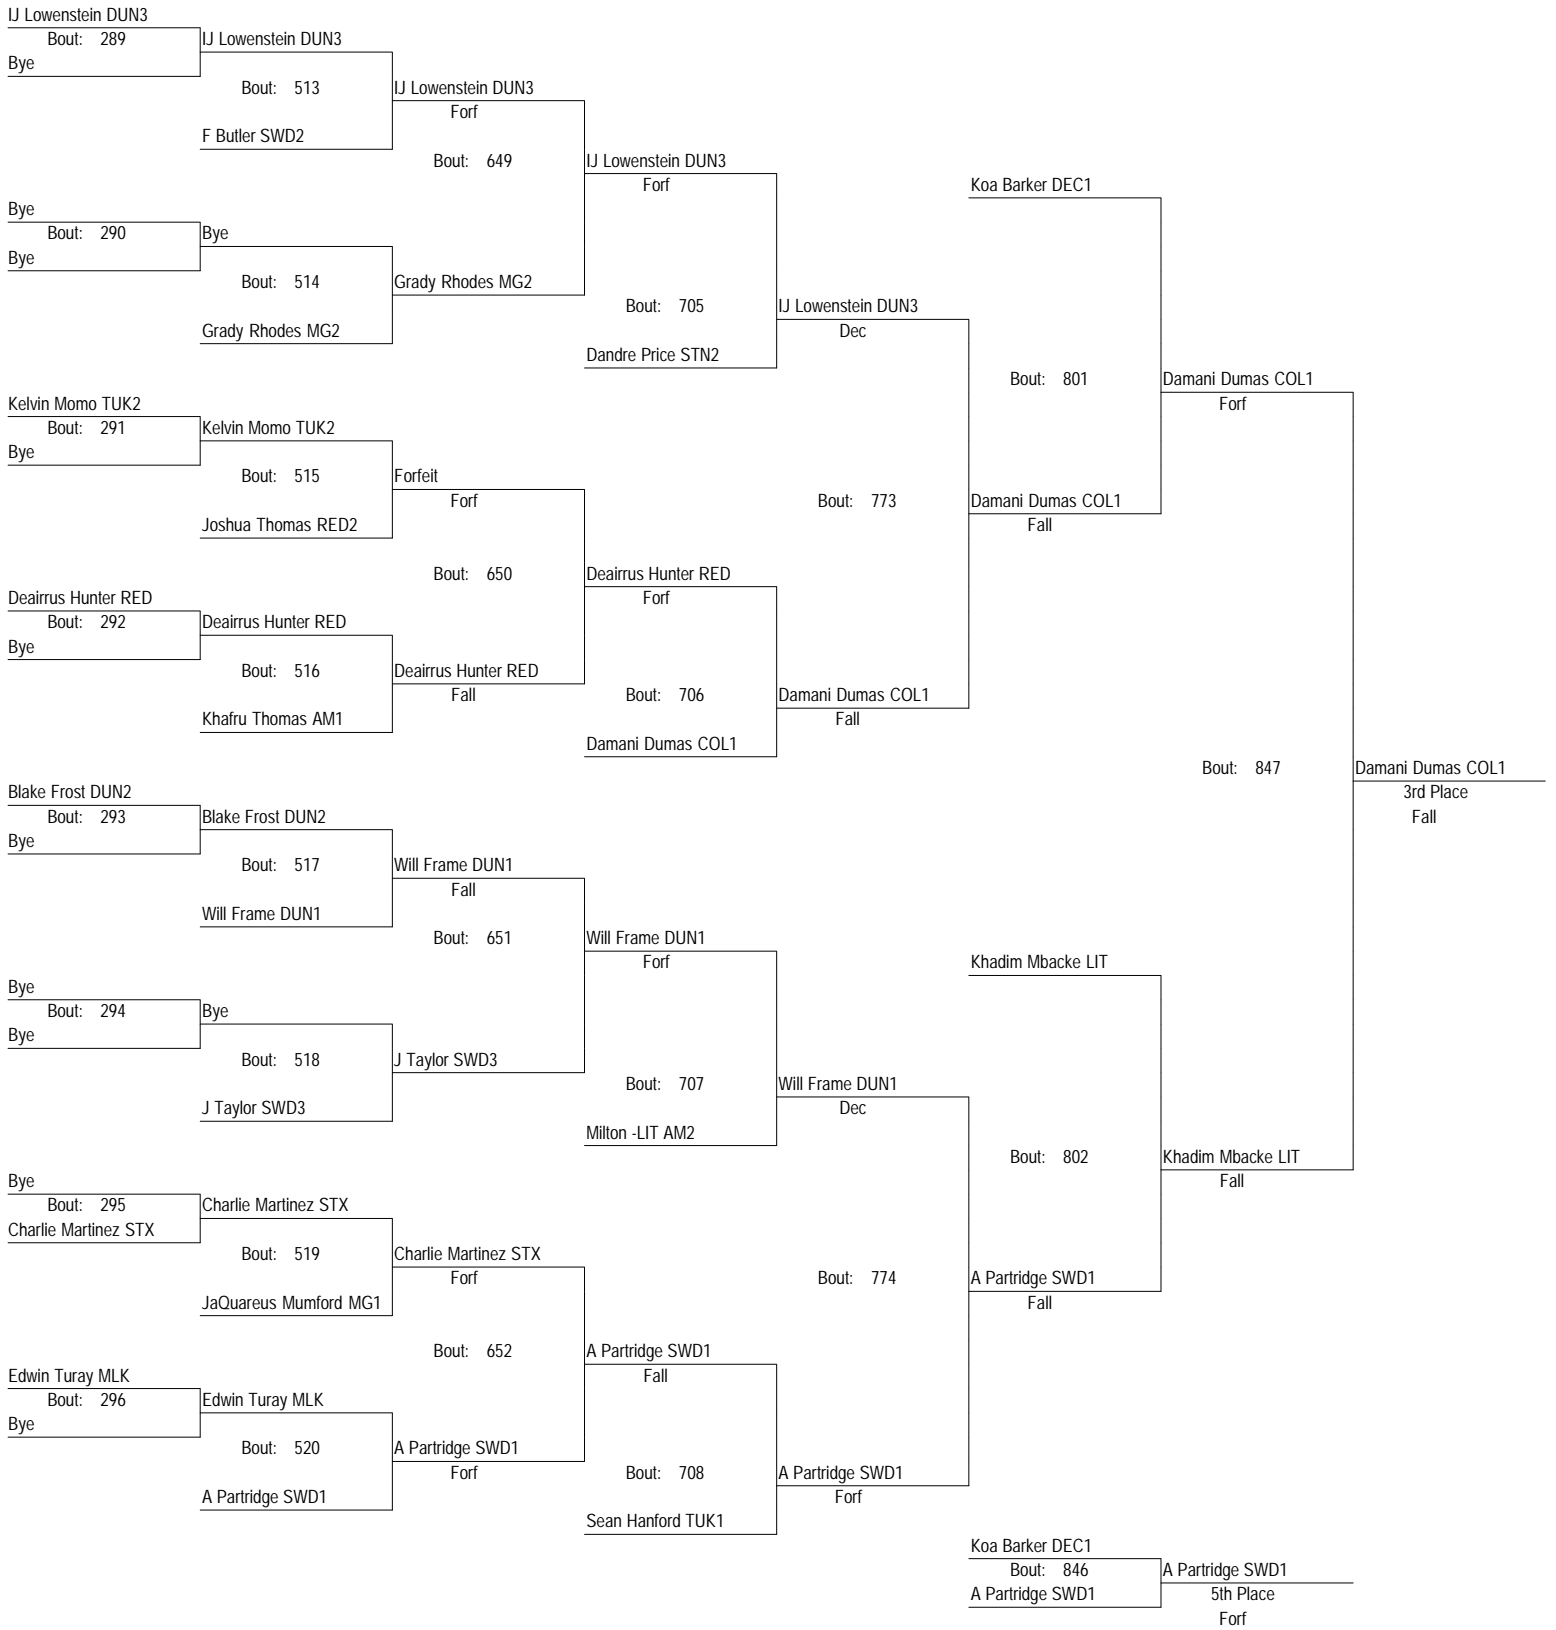 IJ Lowenstein DUN3
Bout: 289
IJ Lowenstein DUN3
Bye
Bout: 513
IJ Lowenstein DUN3
Forf
F Butler SWD2
Bout: 649
IJ Lowenstein DUN3
Forf
Koa Barker DEC1
Bye
Bout: 290
Bye
Bye
Bout: 514
Grady Rhodes MG2
Bout: 705
IJ Lowenstein DUN3
Dec
Grady Rhodes MG2
Dandre Price STN2
Bout: 801
Damani Dumas COL1
Forf
Kelvin Momo TUK2
Bout: 291
Kelvin Momo TUK2
Bye
Bout: 515
Forfeit
Forf
Bout: 773
Damani Dumas COL1
Fall
Joshua Thomas RED2
Bout: 650
Deairrus Hunter RED
Forf
Deairrus Hunter RED
Bout: 292
Deairrus Hunter RED
Bye
Bout: 516
Deairrus Hunter RED
Fall
Bout: 706
Damani Dumas COL1
Fall
Khafru Thomas AM1
Damani Dumas COL1
Bout: 847
Damani Dumas COL1
3rd Place
Fall
Blake Frost DUN2
Bout: 293
Blake Frost DUN2
Bye
Bout: 517
Will Frame DUN1
Fall
Will Frame DUN1
Bout: 651
Will Frame DUN1
Forf
Khadim Mbacke LIT
Bye
Bout: 294
Bye
Bye
Bout: 518
J Taylor SWD3
Bout: 707
Will Frame DUN1
Dec
J Taylor SWD3
Milton -LIT AM2
Bout: 802
Khadim Mbacke LIT
Fall
Bye
Bout: 295
Charlie Martinez STX
Charlie Martinez STX
Bout: 519
Charlie Martinez STX
Forf
Bout: 774
A Partridge SWD1
Fall
JaQuareus Mumford MG1
Bout: 652
A Partridge SWD1
Fall
Edwin Turay MLK
Bout: 296
Edwin Turay MLK
Bye
Bout: 520
A Partridge SWD1
Forf
Bout: 708
A Partridge SWD1
Forf
A Partridge SWD1
Sean Hanford TUK1
Koa Barker DEC1
Bout: 846
A Partridge SWD1
A Partridge SWD1
5th Place
Forf